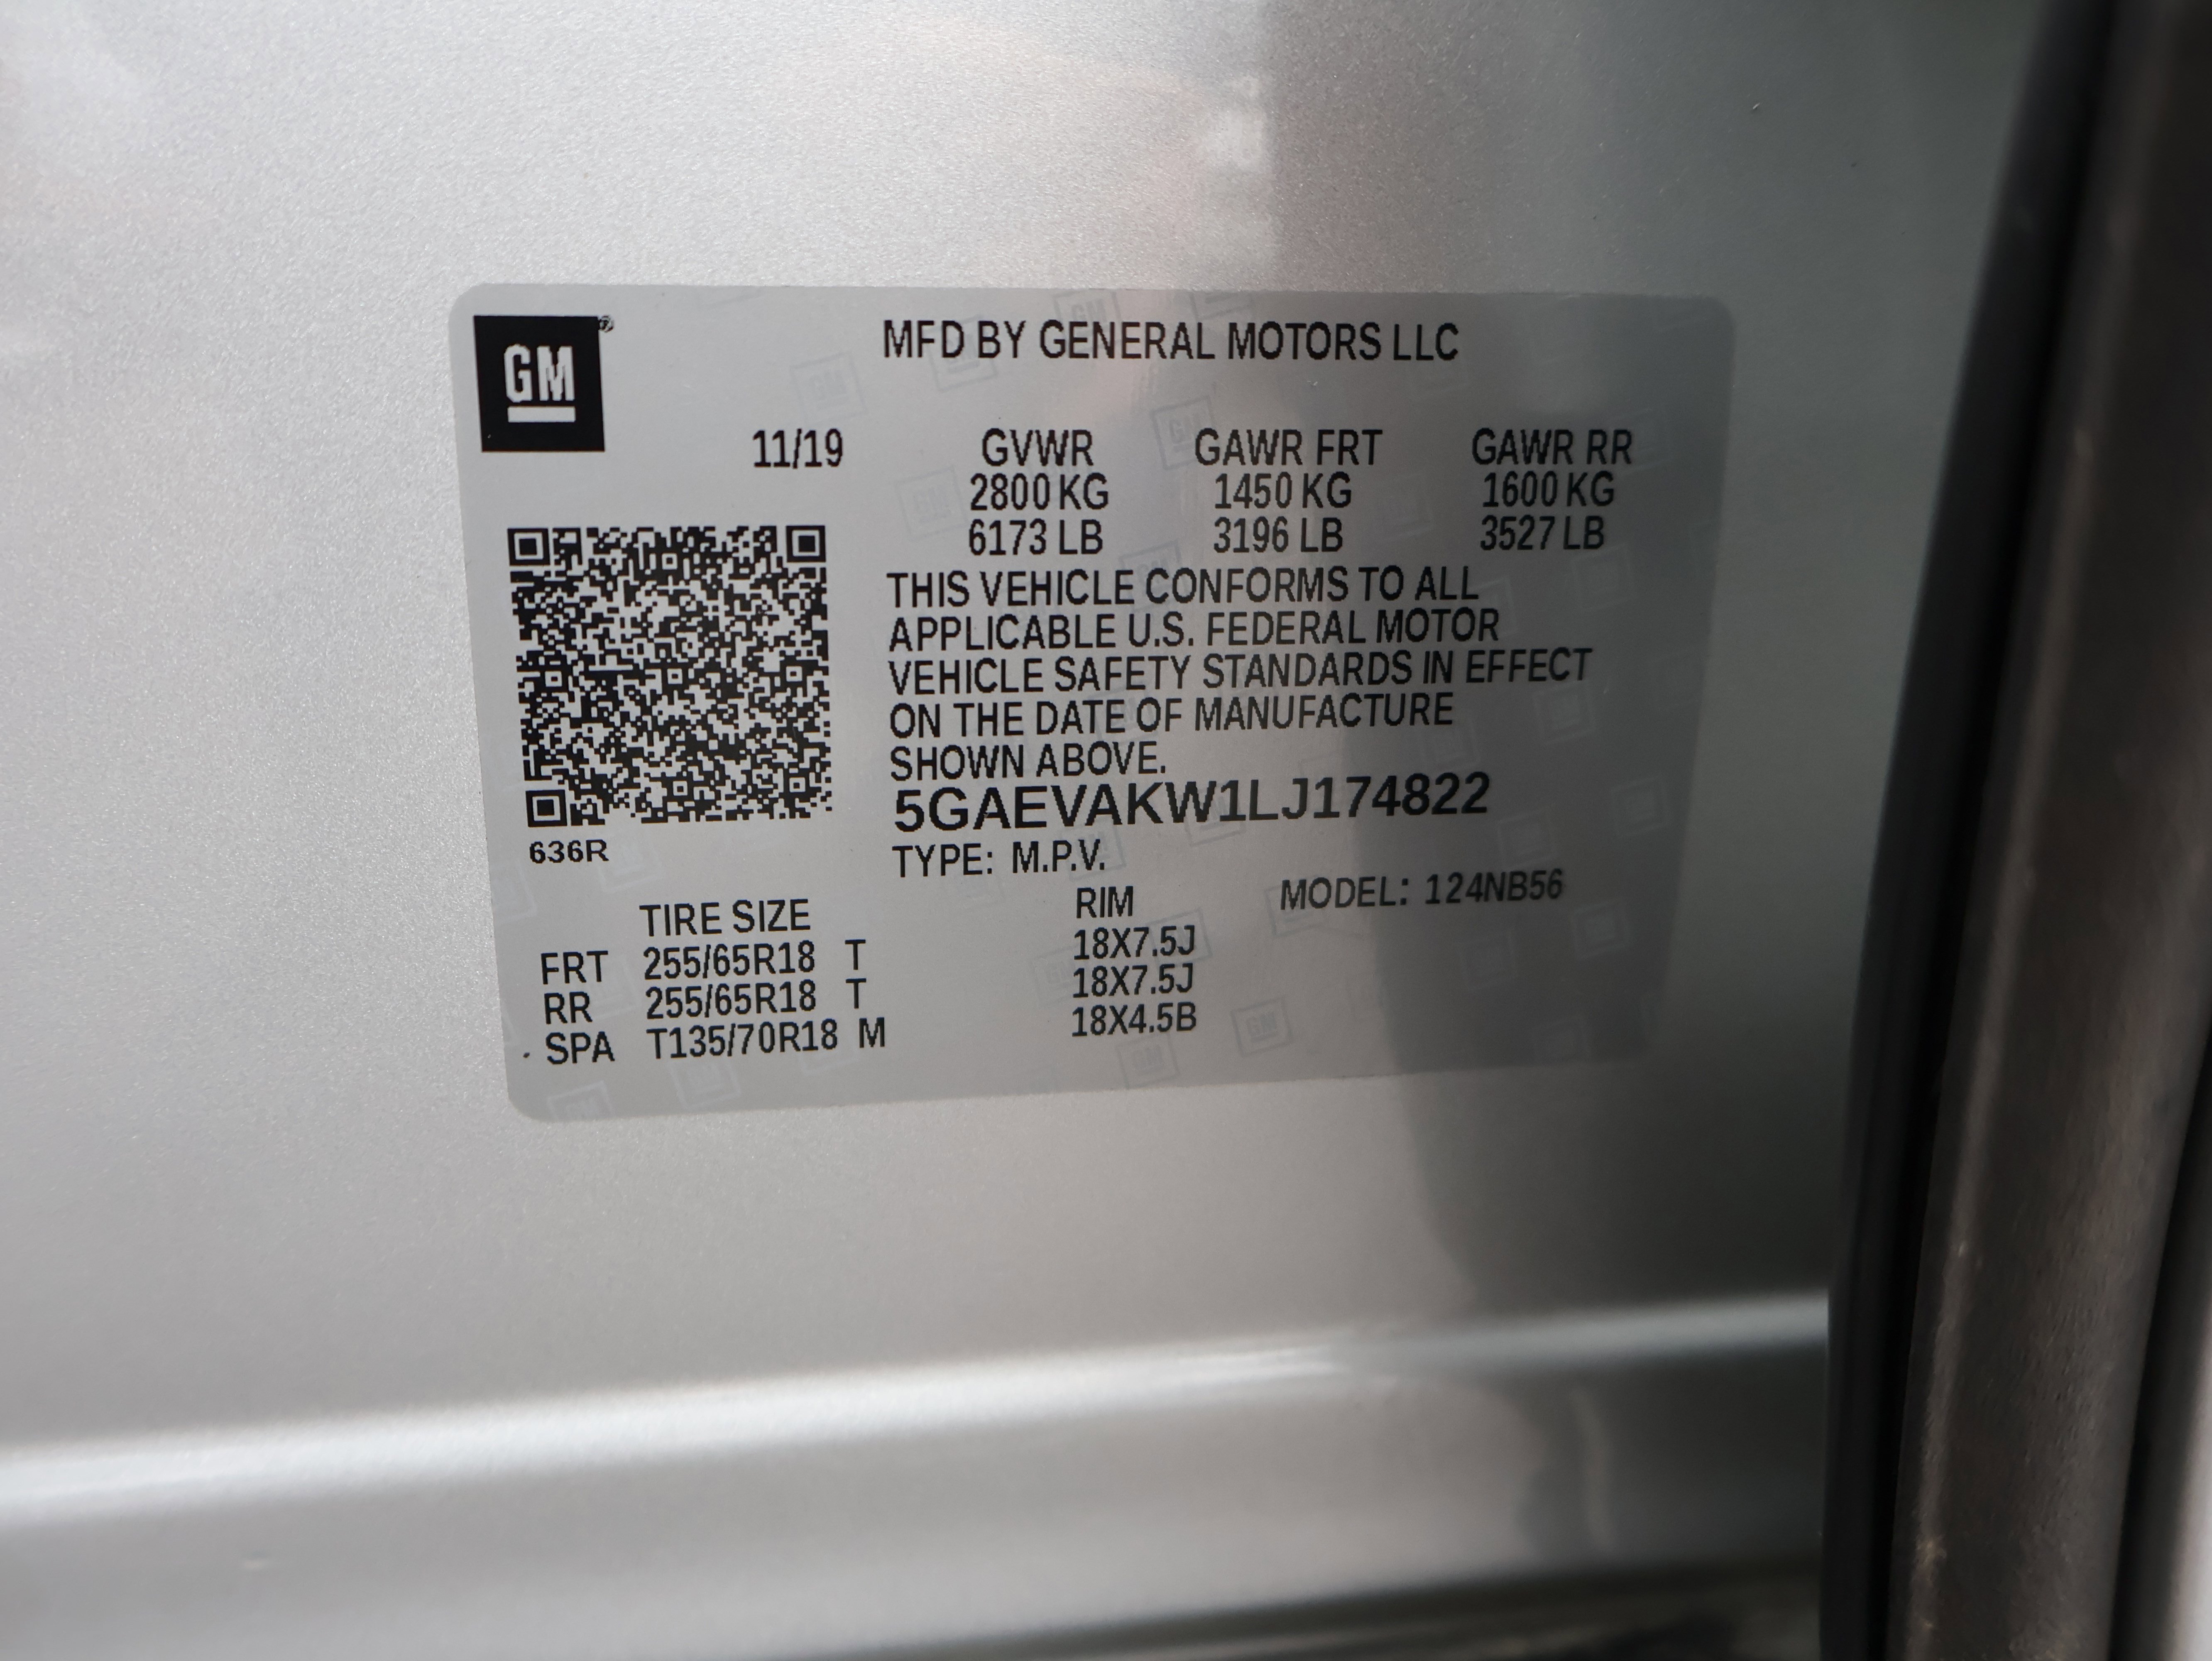 GM ®
MFD BY GENERAL MOTORS LLC
11/19 GVWR GAWR FRT GAWR RR
2800 KG 1450 KG 1600 KG
6173 LB 3196 LB 3527 LB
THIS VEHICLE CONFORMS TO ALL
APPLICABLE U.S. FEDERAL MOTOR
VEHICLE SAFETY STANDARDS IN EFFECT
ON THE DATE OF MANUFACTURE
SHOWN ABOVE.
5GAEVAKW1LJ174822
636R
TYPE: M.P.V.
MODEL: 124NB56
TIRE SIZE RIM
FRT 255/65R18 T 18X7.5J
RR 255/65R18 T 18X7.5J
SPA T135/70R18 M 18X4.5B